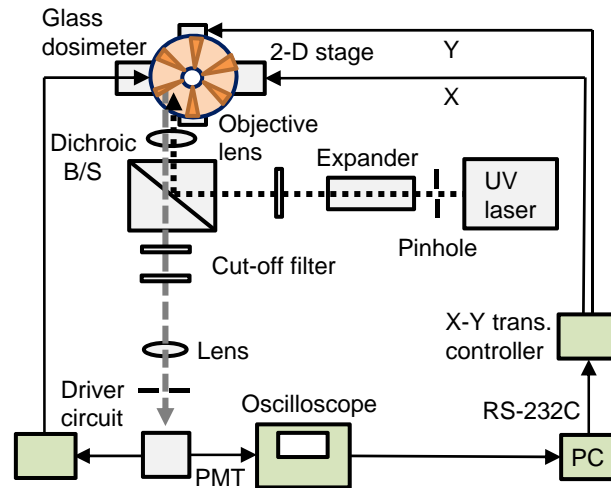 Glass
dosimeter
2-D stage
Y
X
Dichroic
B/S
Objective
lens
Expander
UV
laser
Pinhole
Cut-off filter
X-Y trans.
controller
Lens
Driver
circuit
Oscilloscope
RS-232C
PMT
PC